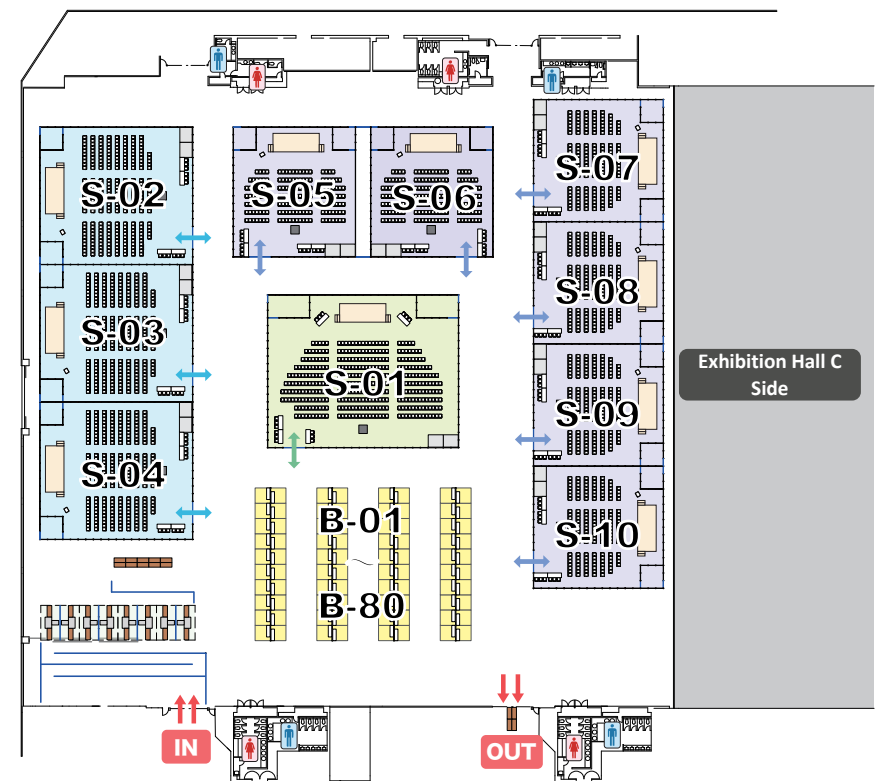 S-02
S-05
S-06
S-07
S-03
S-01
S-08
Exhibition Hall C
Side
S-04
S-09
B-01
S-10
B-80
IN
OUT